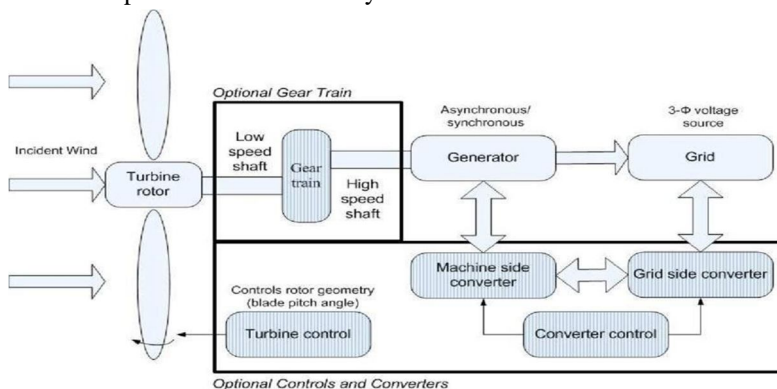 Optional Gear Train
Asynchronous/
synchronous
3-Φ voltage
source
Incident Wind
Low
speed
shaft
Turbine
rotor
Gear
train
High
speed
shaft
Generator
Grid
Machine side
converter
Grid side converter
Controls rotor geometry
(blade pitch angle)
Turbine control
Converter control
Optional Controls and Converters